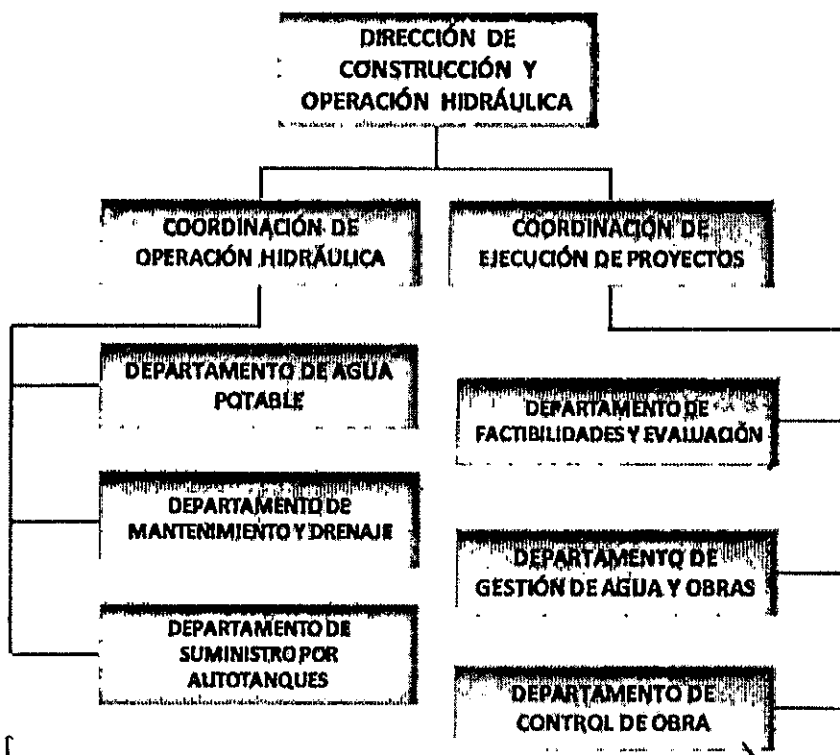 DIRECCIÓN DE
CONSTRUCCIÓN Y
OPERACIÓN HIDRÁULICA
COORDINACIÓN DE
OPERACIÓN HIDRÁULICA
COORDINACIÓN DE
EJECUCIÓN DE PROYECTOS
DEPARTAMENTO DE AGUA
POTABLE
DEPARTAMENTO DE
MANTENIMIENTO Y DRENAJE
DEPARTAMENTO DE
SUMINISTRO POR
AUTOTANQUES
DEPARTAMENTO DE
FACTIBILIDADES Y EVALUACIÓN
DEPARTAMENTO DE
GESTIÓN DE AGUA Y OBRAS
DEPARTAMENTO DE
CONTROL DE OBRA